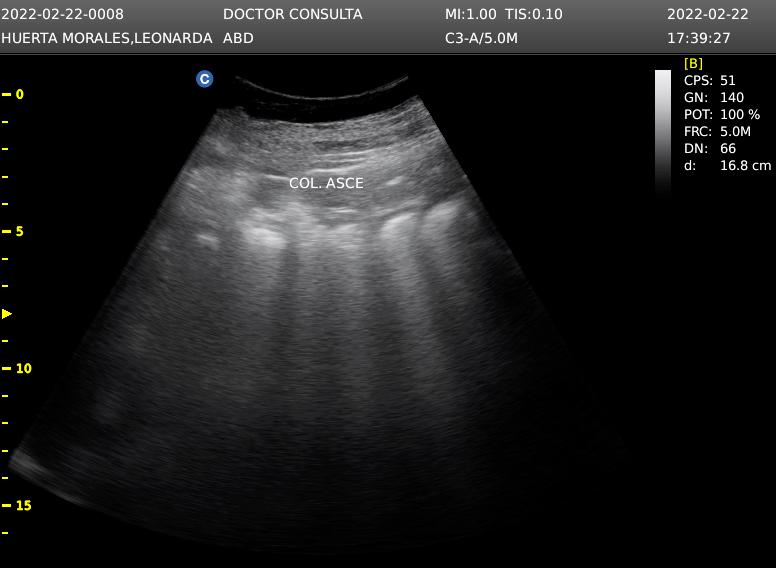 2022-02-22-0008 DOCTOR CONSULTA MI:1.00 TIS:0.10 2022-02-22
HUERTA MORALES,LEONARDA ABD C3-A/5.0M 17:39:27
C
[B]
CPS: 51
GN: 140
POT: 100 %
FRC: 5.0M
DN: 66
d: 16.8 cm
0
COL. ASCE
5
10
15